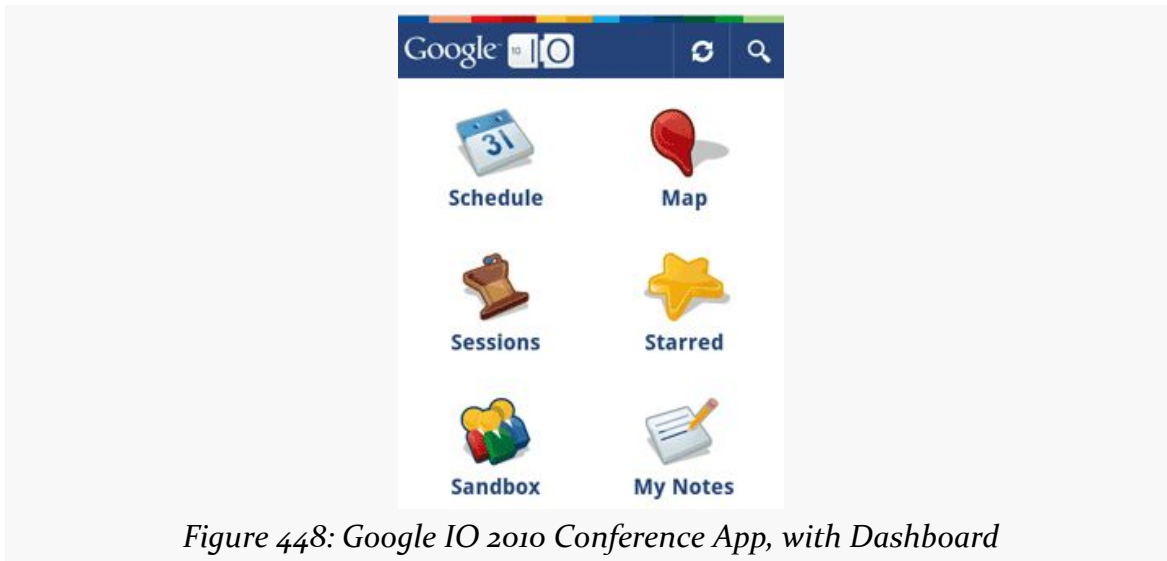 Google 10 IO
31
Schedule Map
Sessions Starred
Sandbox My Notes
Figure 448: Google IO 2010 Conference App, with Dashboard